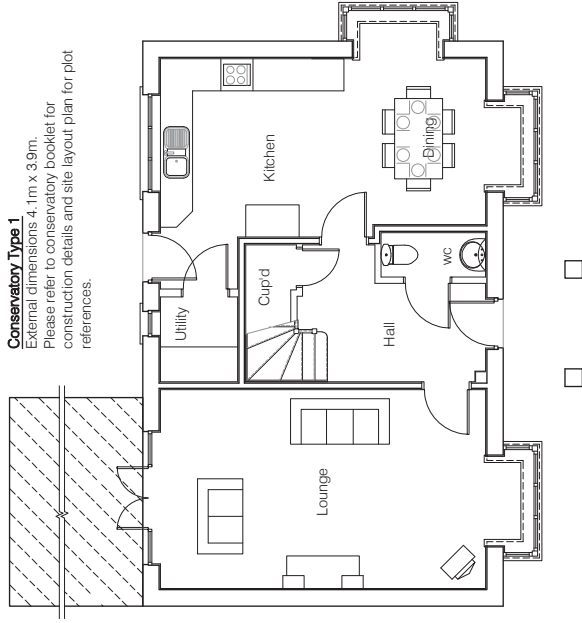 Conservatory Type 1
External dimensions 4.1m x 3.9m.
Please refer to conservatory booklet for
construction details and site layout plan for plot
references.
Utility
Kitchen
Cup'd
Dining
WC
Hall
Lounge